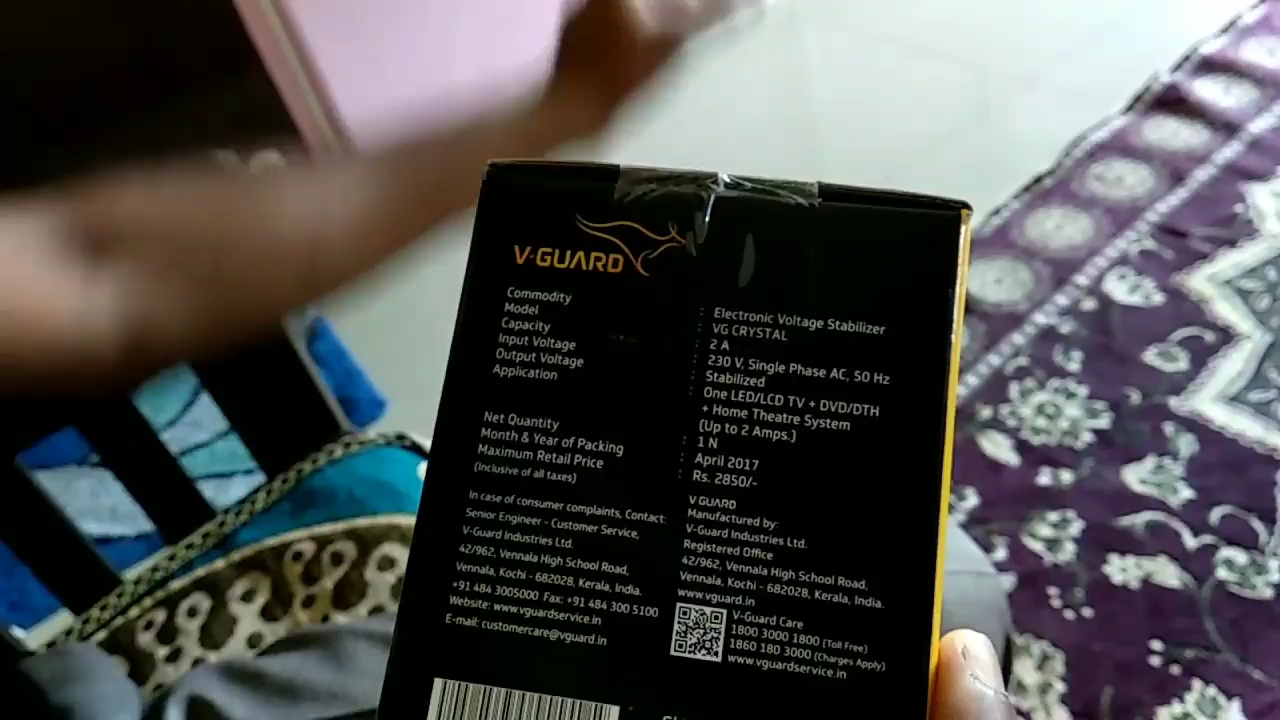 V-GUARD
Commodity : Electronic Voltage Stabilizer
Model : VG CRYSTAL
Capacity : 2 A
Input Voltage : 230 V, Single Phase AC, 50 Hz
Output Voltage : Stabilized
Application : One LED/LCD TV + DVD/DTH
+ Home Theatre System
(Up to 2 Amps.)
Net Quantity : 1 N
Month & Year of Packing : April 2017
Maximum Retail Price : Rs. 2850/-
(Inclusive of all taxes)
In case of consumer complaints, Contact:
Senior Engineer - Customer Service,
V-Guard Industries Ltd.
42/962, Vennala High School Road,
Vennala, Kochi - 682028, Kerala, India.
+91 484 3005000 Fax: +91 484 300 5100
Website: www.vguardservice.in
E-mail: customercare@vguard.in
V GUARD
Manufactured by:
V-Guard Industries Ltd.
Registered Office
42/962, Vennala High School Road,
Vennala, Kochi - 682028, Kerala, India.
www.vguard.in
V-Guard Care
1800 3000 1800 (Toll Free)
1860 180 3000 (Charges Apply)
www.vguardservice.in